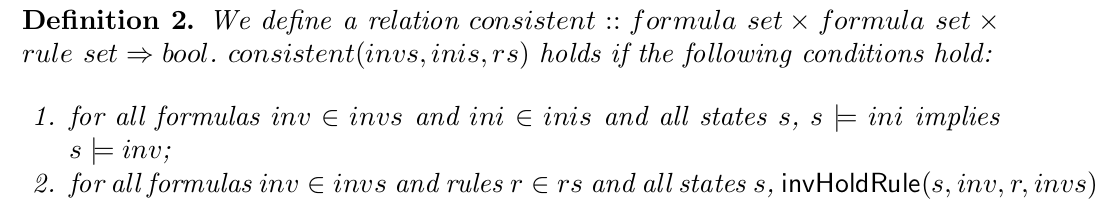 Definition 2. We define a relation consistent :: formula set × formula set ×
rule set ⇒ bool. consistent(invs, inis, rs) holds if the following conditions hold:
1. for all formulas inv ∈ invs and ini ∈ inis and all states s, s ⊨ ini implies
s ⊨ inv;
2. for all formulas inv ∈ invs and rules r ∈ rs and all states s, invHoldRule(s, inv, r, invs)